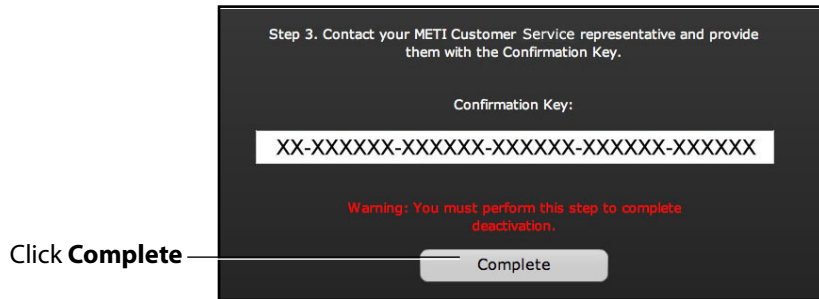 Step 3. Contact your METI Customer Service representative and provide
them with the Confirmation Key.
Confirmation Key:
XX-XXXXXX-XXXXXX-XXXXXX-XXXXXX-XXXXXX
Warning: You must perform this step to complete
deactivation.
Click Complete
Complete